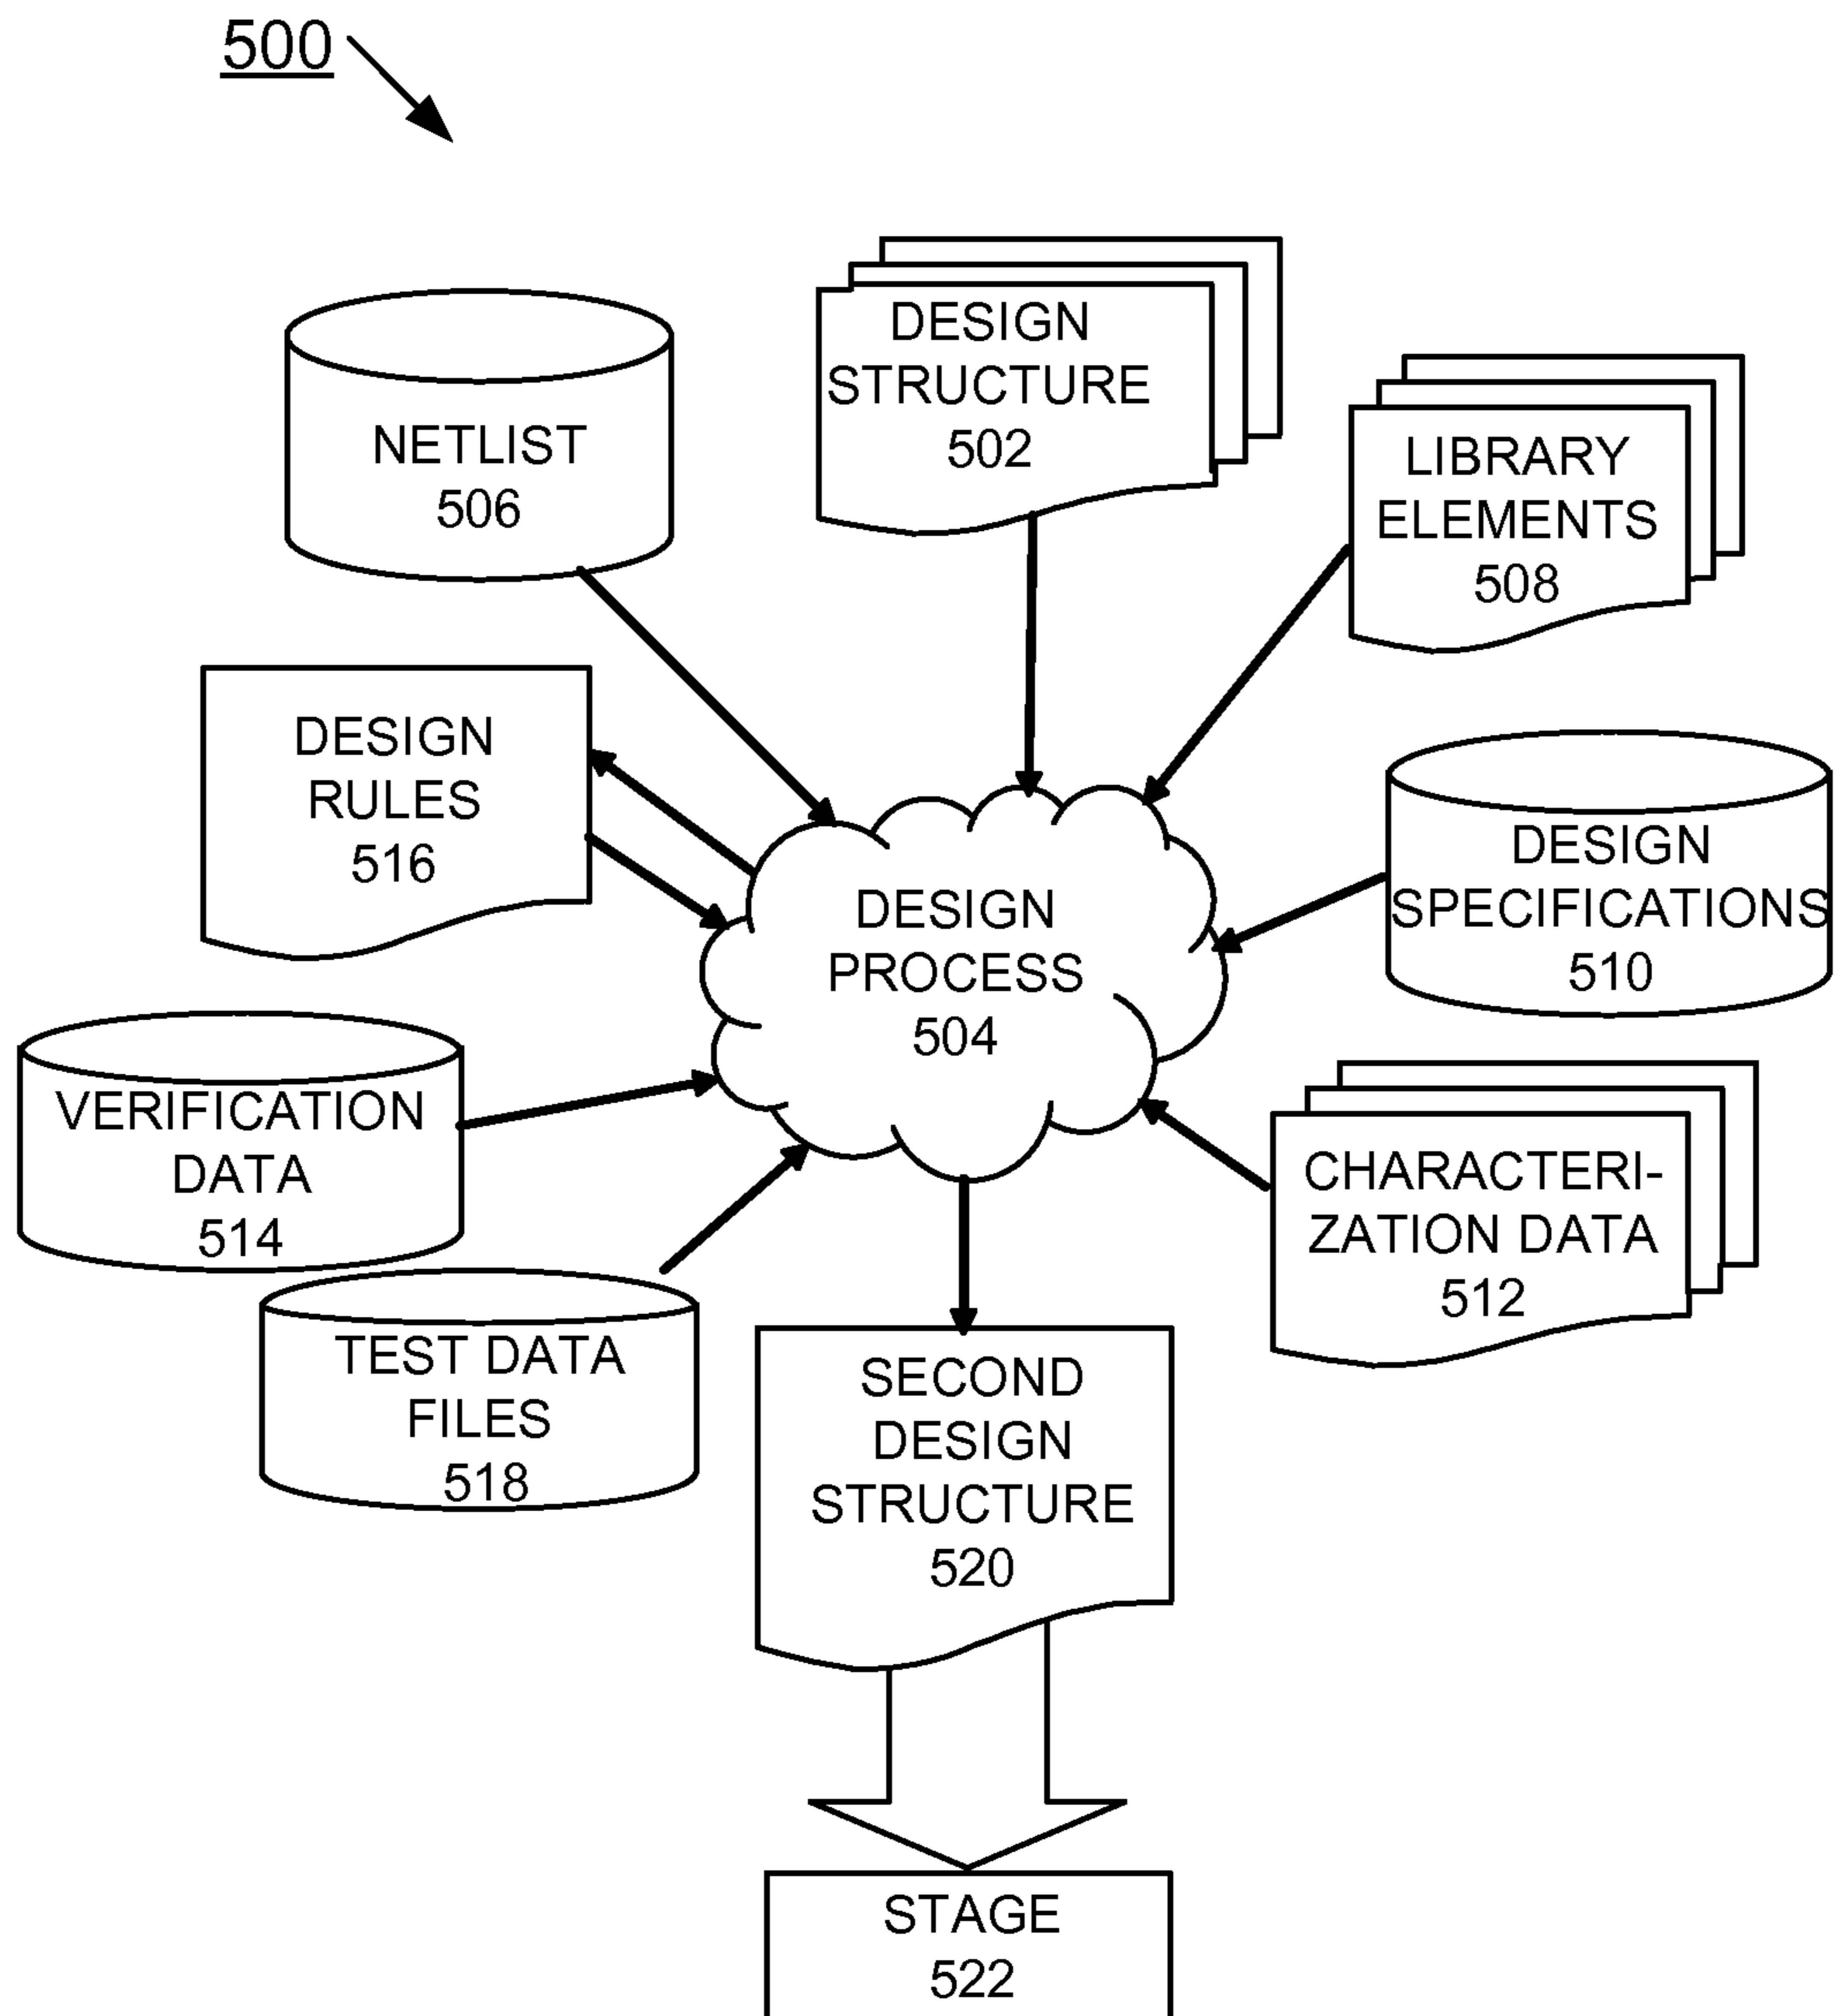 500
DESIGN
STRUCTURE
502
NETLIST
506
LIBRARY
ELEMENTS
508
DESIGN
RULES
516
DESIGN
PROCESS
504
DESIGN
SPECIFICATIONS
510
VERIFICATION
DATA
514
CHARACTERI-
ZATION DATA
512
TEST DATA
FILES
518
SECOND
DESIGN
STRUCTURE
520
STAGE
522